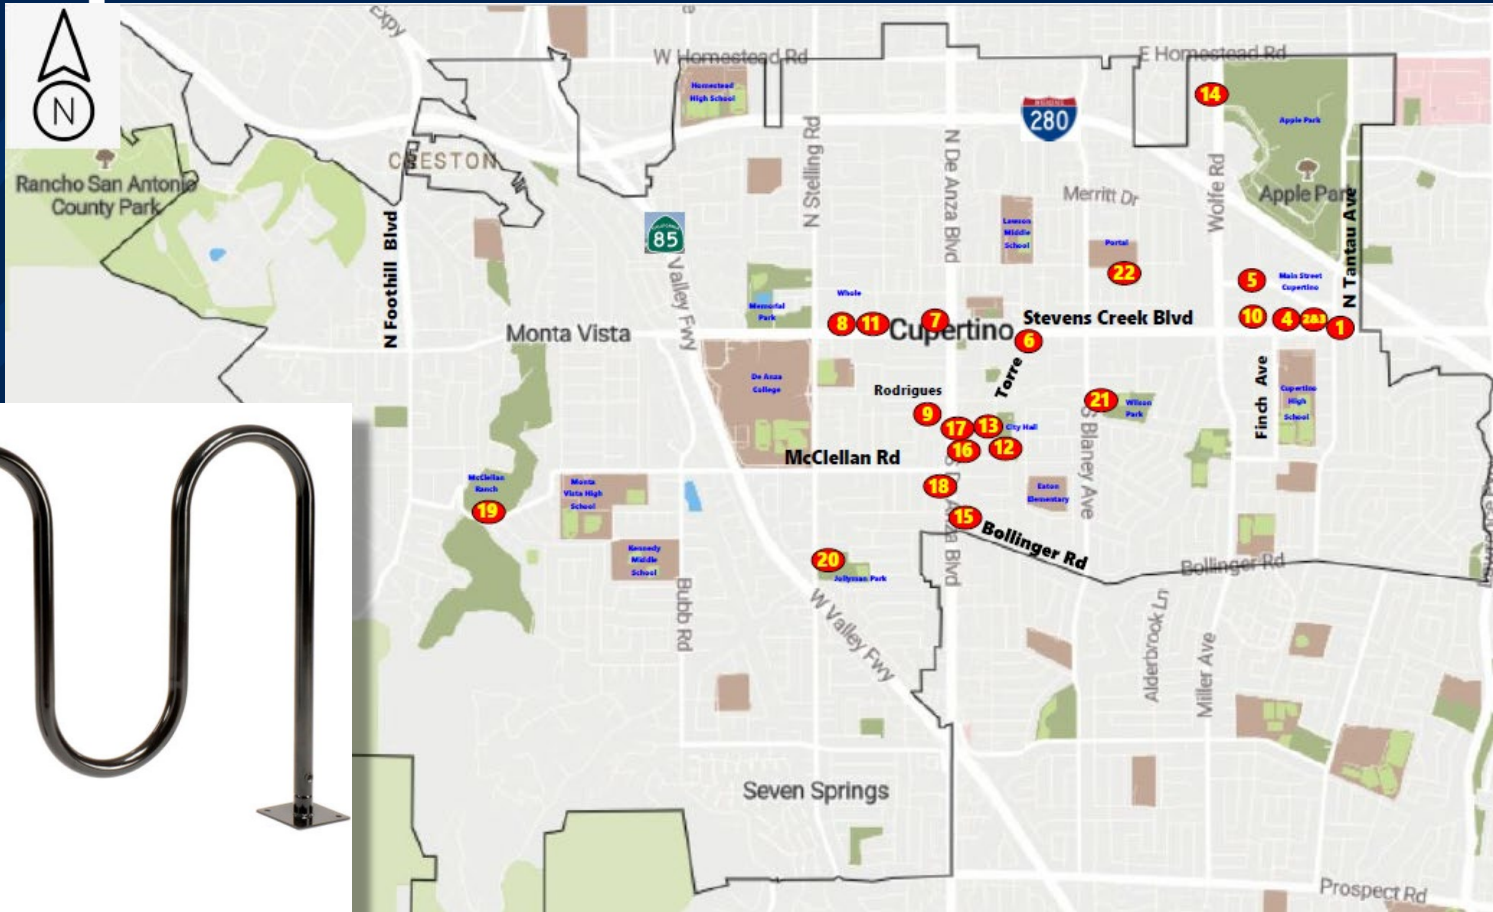 Expy
W Homestead Rd
E Homestead Rd
Homestead
High School
14
INTERSTATE
280
Apple Park
N
CRESTON
N Stelling Rd
N De Anza Blvd
Wolfe Rd
Rancho San Antonio
County Park
Merritt Dr
Apple Park
N Tantau Ave
N Foothill Blvd
CALIFORNIA
85
Valley Fwy
Lawson
Middle
School
Portal
22
5
Main Street
Cupertino
Whole
Memorial
Park
8
11
7
Cupertino
Stevens Creek Blvd
10
4
2&3
1
Monta Vista
6
De Anza
College
Rodrigues
Torre
21
Wilson
Park
Finch Ave
Cupertino
High
School
9
17
13
City Hall
16
12
S Blaney Ave
McClellan Rd
S De Anza Blvd
McClellan
Ranch
19
Monta
Vista High
School
18
Eaton
Elementary
15
Bollinger Rd
Kennedy
Middle
School
20
Jollyman Park
Bollinger Rd
Bubb Rd
W Valley Fwy
Alderbrook Ln
Miller Ave
Seven Springs
Prospect Rd